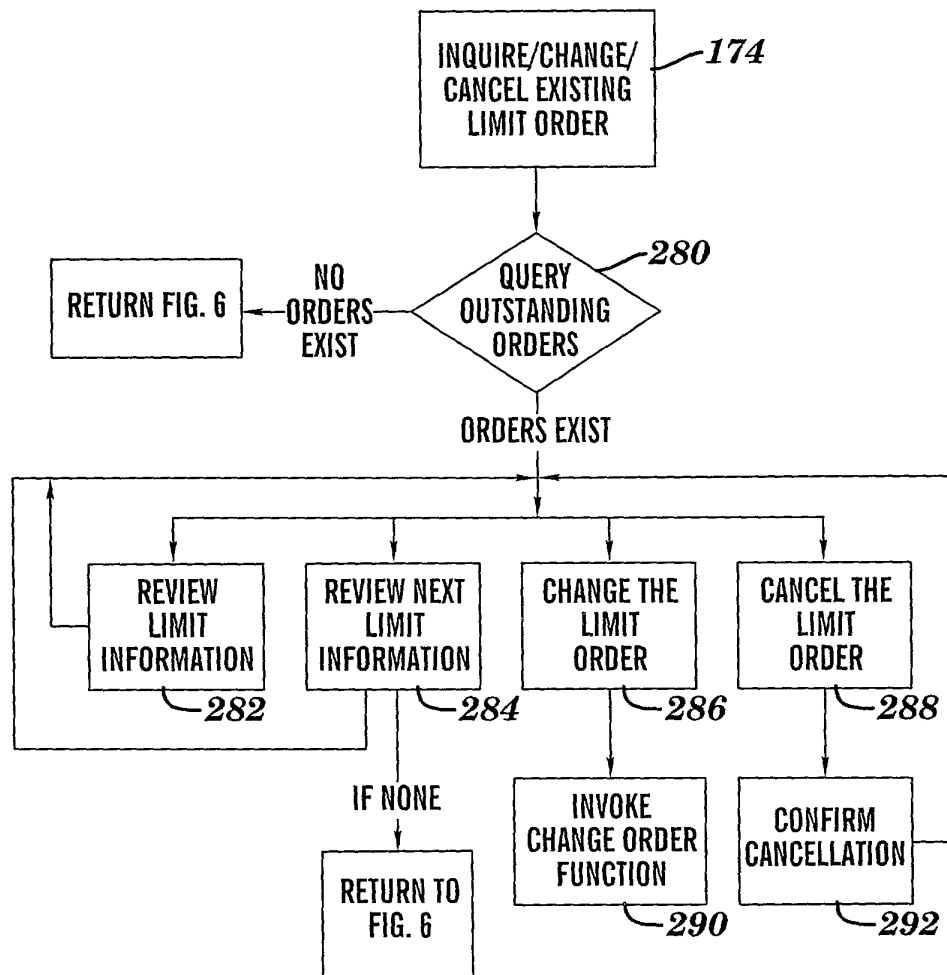 INQUIRE/CHANGE/
CANCEL EXISTING
LIMIT ORDER
174
QUERY
OUTSTANDING
ORDERS
280
NO
ORDERS
EXIST
RETURN FIG. 6
ORDERS EXIST
REVIEW
LIMIT
INFORMATION
282
REVIEW NEXT
LIMIT
INFORMATION
284
CHANGE THE
LIMIT
ORDER
286
CANCEL THE
LIMIT
ORDER
288
IF NONE
RETURN TO
FIG. 6
INVOKE
CHANGE ORDER
FUNCTION
290
CONFIRM
CANCELLATION
292